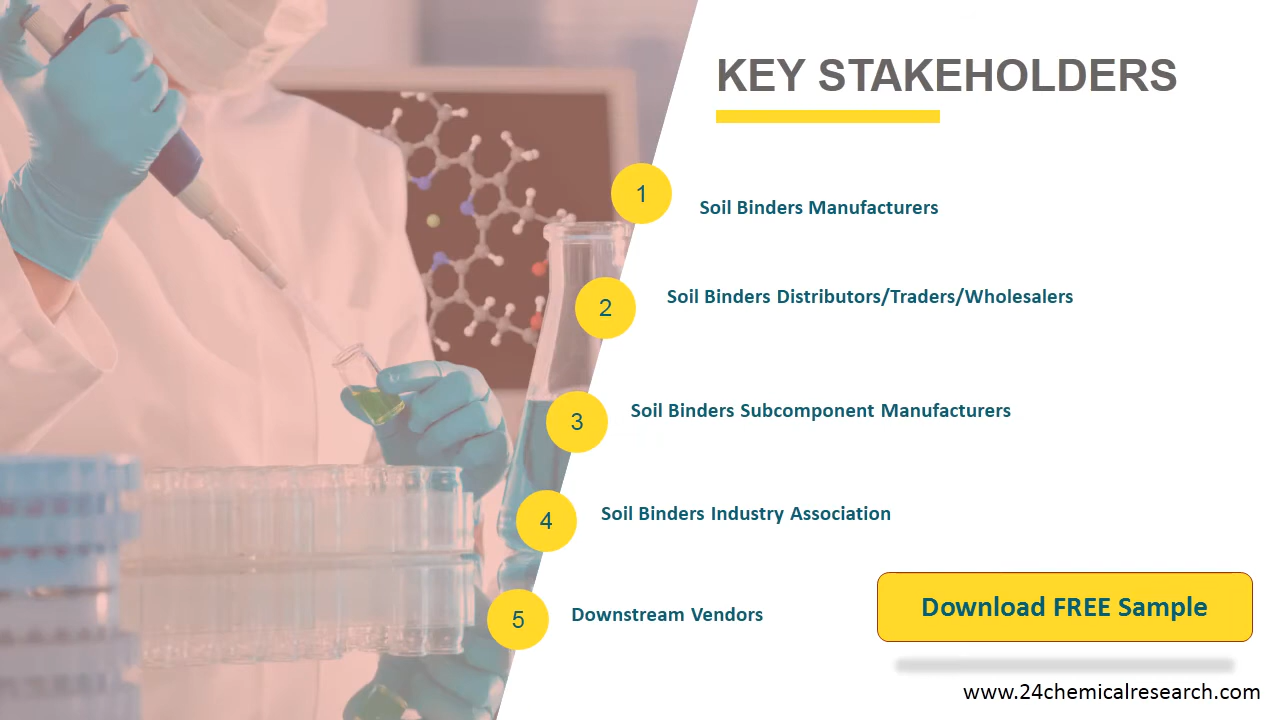 KEY STAKEHOLDERS
1
Soil Binders Manufacturers
2
Soil Binders Distributors/Traders/Wholesalers
3
Soil Binders Subcomponent Manufacturers
4
Soil Binders Industry Association
5
Downstream Vendors
Download FREE Sample
www.24chemicalresearch.com